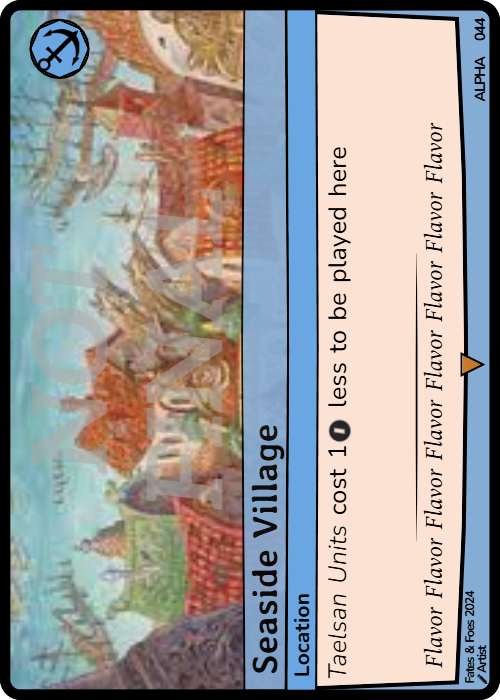 NOT
FINAL
Seaside Village
Location
Taelsan Units cost 1 I less to be played here
Flavor Flavor Flavor Flavor Flavor Flavor Flavor Flavor Flavor
Fates & Foes 2024
Artist
ALPHA 044